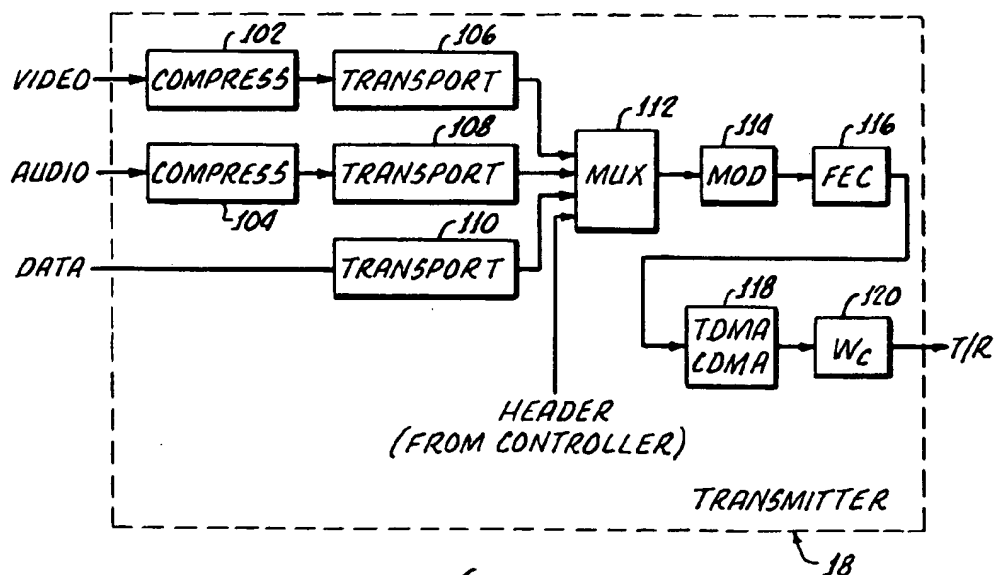 102
106
VIDEO
COMPRESS
TRANSPORT
112
114
116
108
AUDIO
COMPRESS
TRANSPORT
MUX
MOD
FEC
104
110
DATA
TRANSPORT
118
120
TDMA
CDMA
Wc
T/R
HEADER
(FROM CONTROLLER)
TRANSMITTER
18